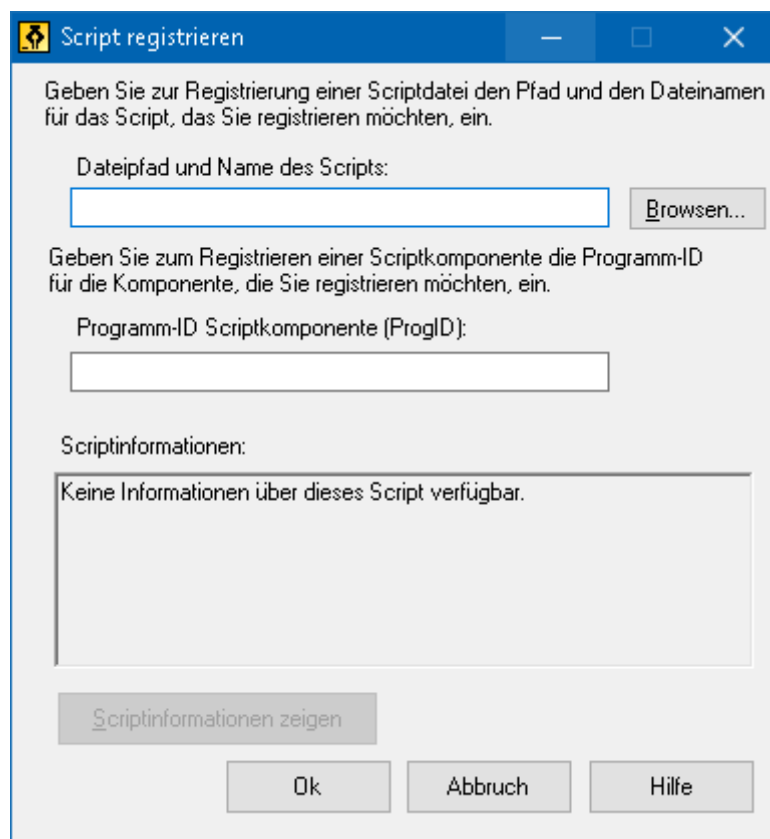 Script registrieren
Geben Sie zur Registrierung einer Scriptdatei den Pfad und den Dateinamen
für das Script, das Sie registrieren möchten, ein.
Dateipfad und Name des Scripts:
Browsen...
Geben Sie zum Registrieren einer Scriptkomponente die Programm-ID
für die Komponente, die Sie registrieren möchten, ein.
Programm-ID Scriptkomponente (ProgID):
Scriptinformationen:
Keine Informationen über dieses Script verfügbar.
Scriptinformationen zeigen
Ok Abbruch Hilfe